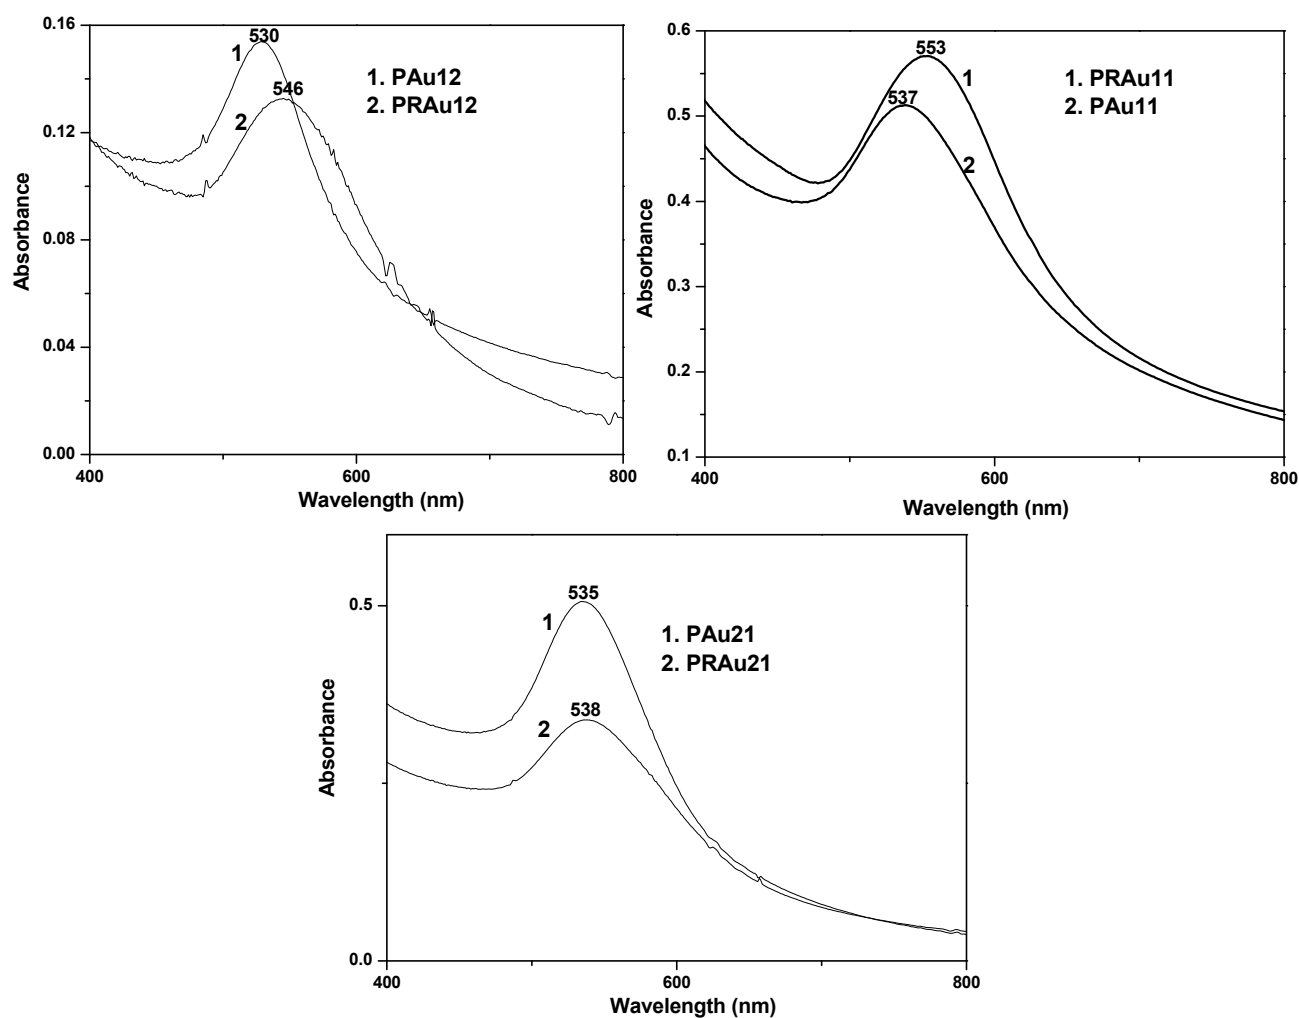 0.16
0.12
0.08
0.04
0.00
Absorbance
530
1
546
2
1. PAu12
2. PRAu12
400
600
800
Wavelength (nm)
0.6
0.5
0.4
0.3
0.2
0.1
Absorbance
553
1
537
2
1. PRAu11
2. PAu11
400
600
800
Wavelength (nm)
0.5
0.0
Absorbance
535
1
538
2
1. PAu21
2. PRAu21
400
600
800
Wavelength (nm)